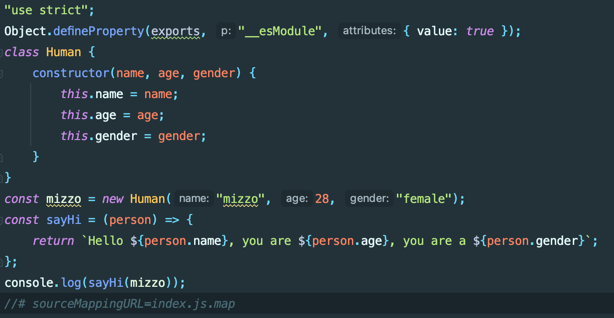 "use strict";
Object.defineProperty(exports, p: "__esModule", attributes: { value: true });
class Human {
    constructor(name, age, gender) {
        this.name = name;
        this.age = age;
        this.gender = gender;
    }
}
const mizzo = new Human( name: "mizzo", age: 28, gender: "female");
const sayHi = (person) => {
    return `Hello ${person.name}, you are ${person.age}, you are a ${person.gender}`;
};
console.log(sayHi(mizzo));
//# sourceMappingURL=index.js.map